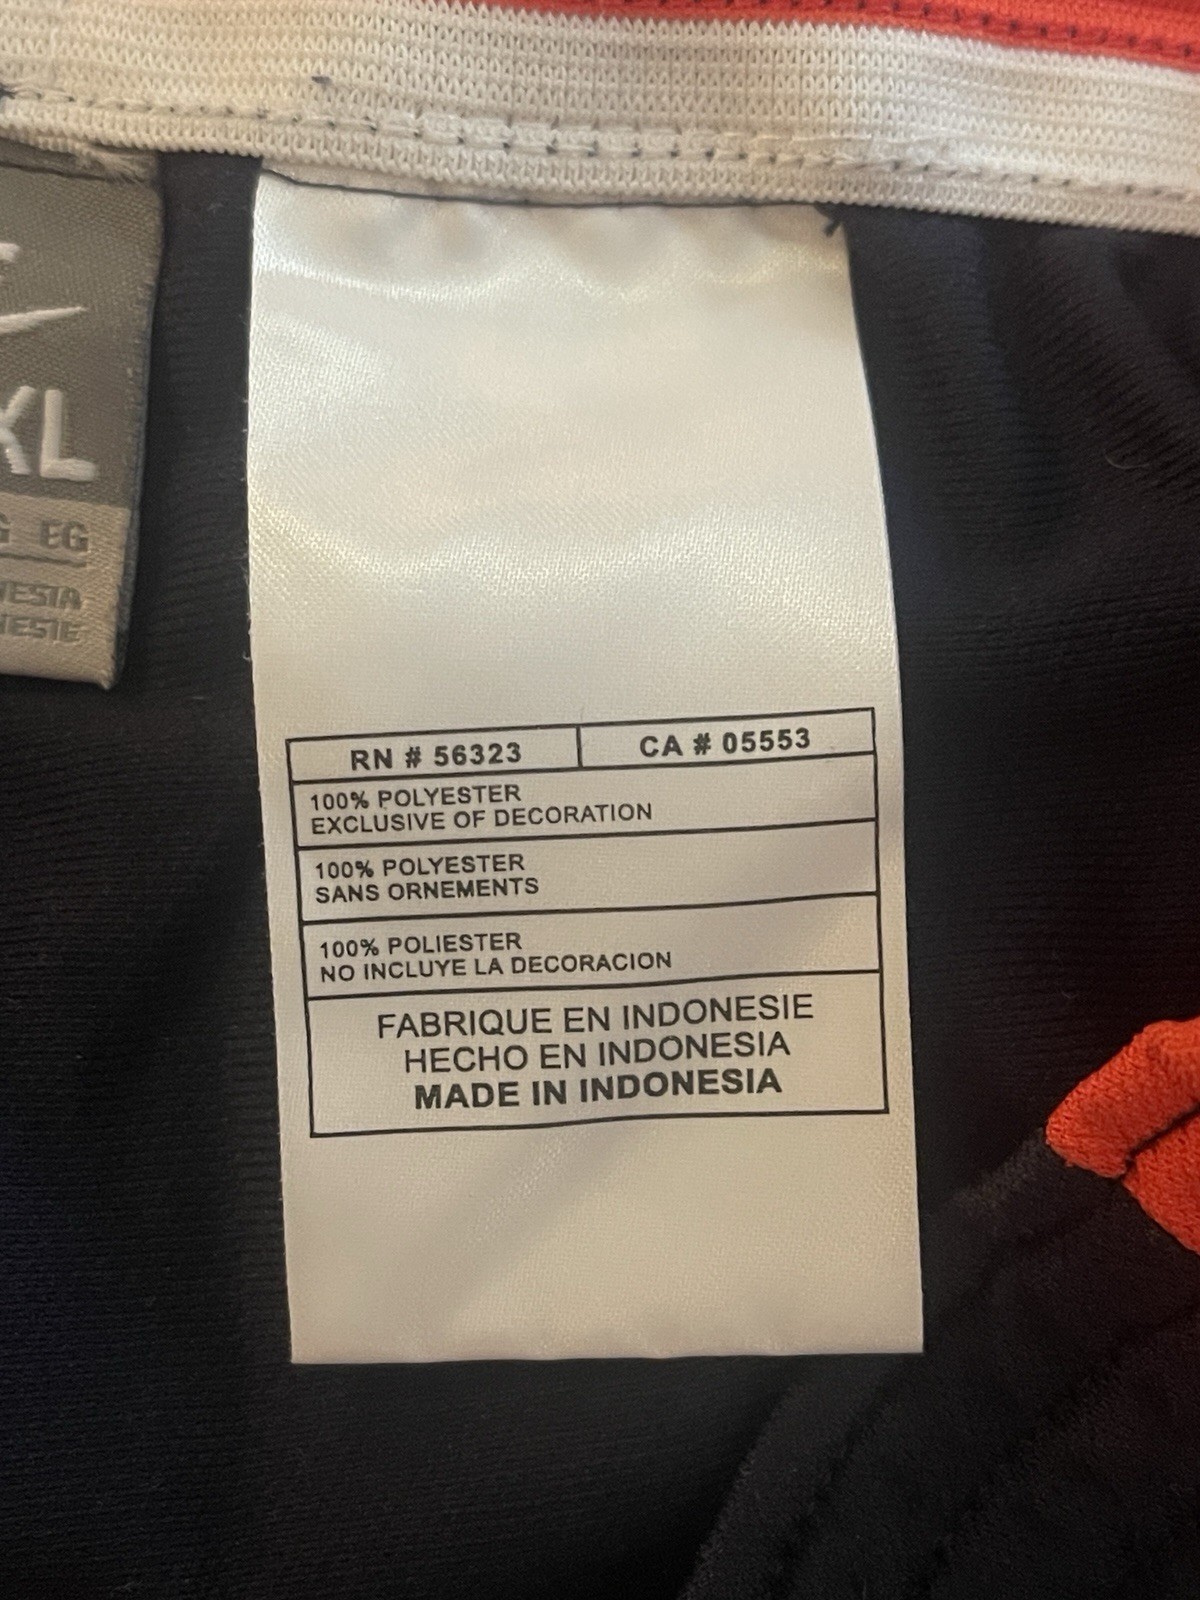 XL
EG
RN # 56323
CA # 05553
100% POLYESTER
EXCLUSIVE OF DECORATION
100% POLYESTER
SANS ORNEMENTS
100% POLIESTER
NO INCLUYE LA DECORACION
FABRIQUE EN INDONESIE
HECHO EN INDONESIA
MADE IN INDONESIA